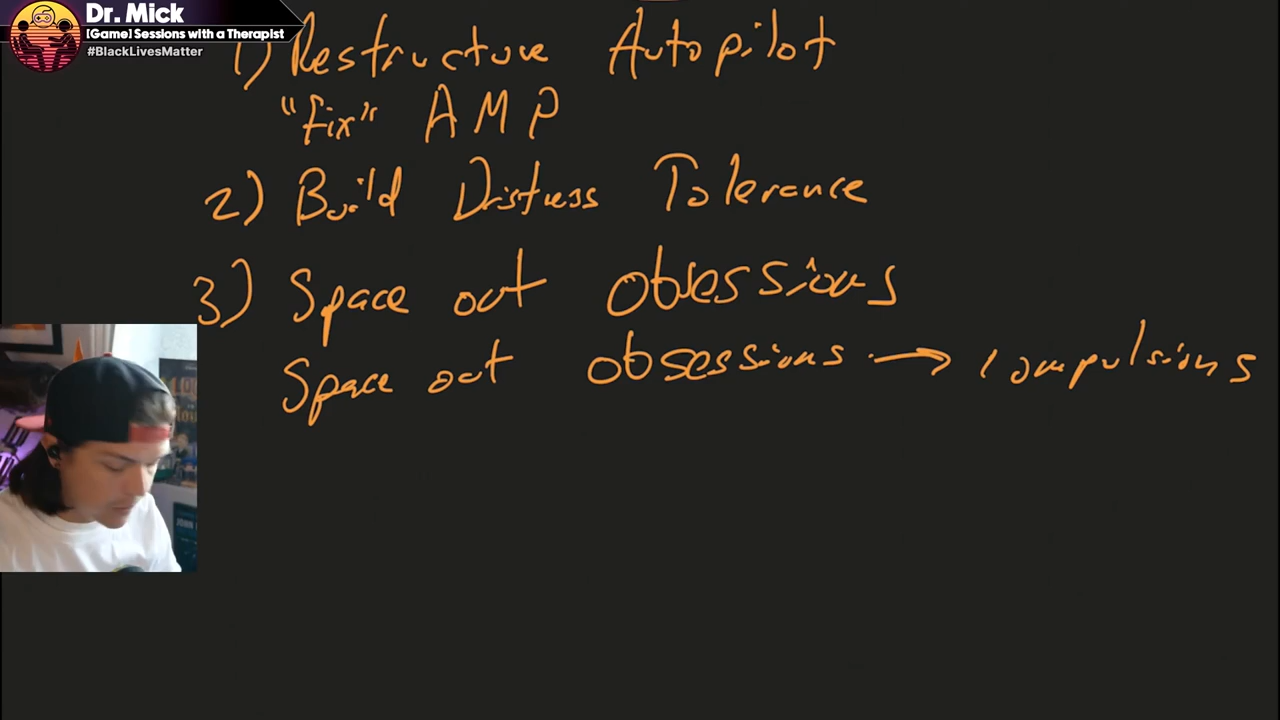 Dr. Mick
[Game] Sessions with a Therapist
#BlackLivesMatter
1) Restructure Autopilot
"fix" AMP
2) Build Distress Tolerance
3) Space out obsessions
Space out obsessions → compulsions